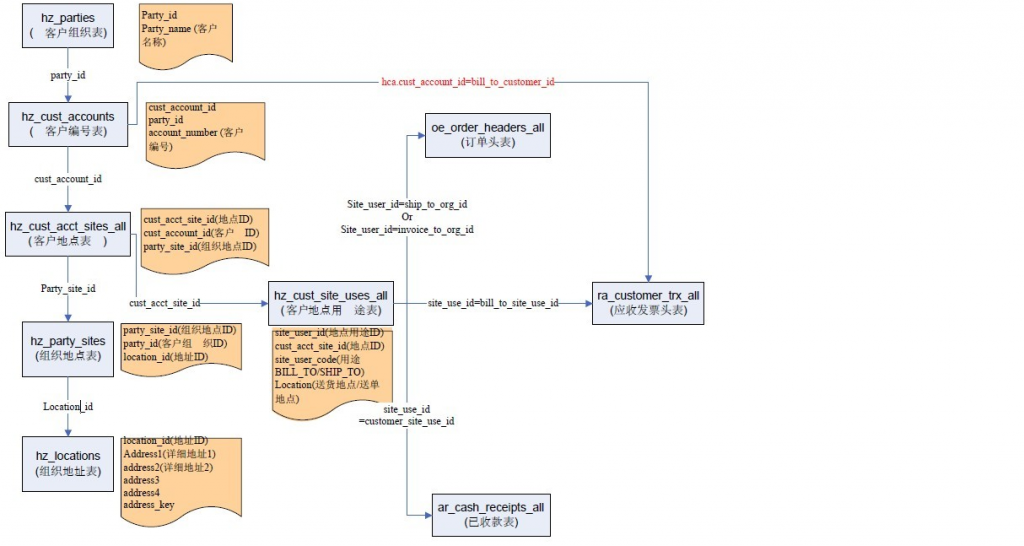 hz_parties
( 客户组织表)
Party_id
Party_name (客户
名称)
party_id
hca.cust_account_id=bill_to_customer_id
hz_cust_accounts
( 客户编号表)
cust_account_id
party_id
account_number (客户
编号)
oe_order_headers_all
(订单头表)
cust_account_id
Site_user_id=ship_to_org_id
Or
Site_user_id=invoice_to_org_id
hz_cust_acct_sites_all
(客户地点表 )
cust_acct_site_id(地点ID)
cust_account_id(客户 ID)
party_site_id(组织地点ID)
Party_site_id
cust_acct_site_id
hz_cust_site_uses_all
(客户地点用 途表)
site_use_id=bill_to_site_use_id
ra_customer_trx_all
(应收发票头表)
hz_party_sites
(组织地点表)
party_site_id(组织地点ID)
party_id(客户组 织ID)
location_id(地址ID)
site_user_id(地点用途ID)
cust_acct_site_id(地点ID)
site_user_code(用途
BILL_TO/SHIP_TO)
Location(送货地点/送单
地点)
Location_id
site_use_id
=customer_site_use_id
hz_locations
(组织地址表)
location_id(地址ID)
Address1(详细地址1)
address2(详细地址2)
address3
address4
address_key
ar_cash_receipts_all
(已收款表)